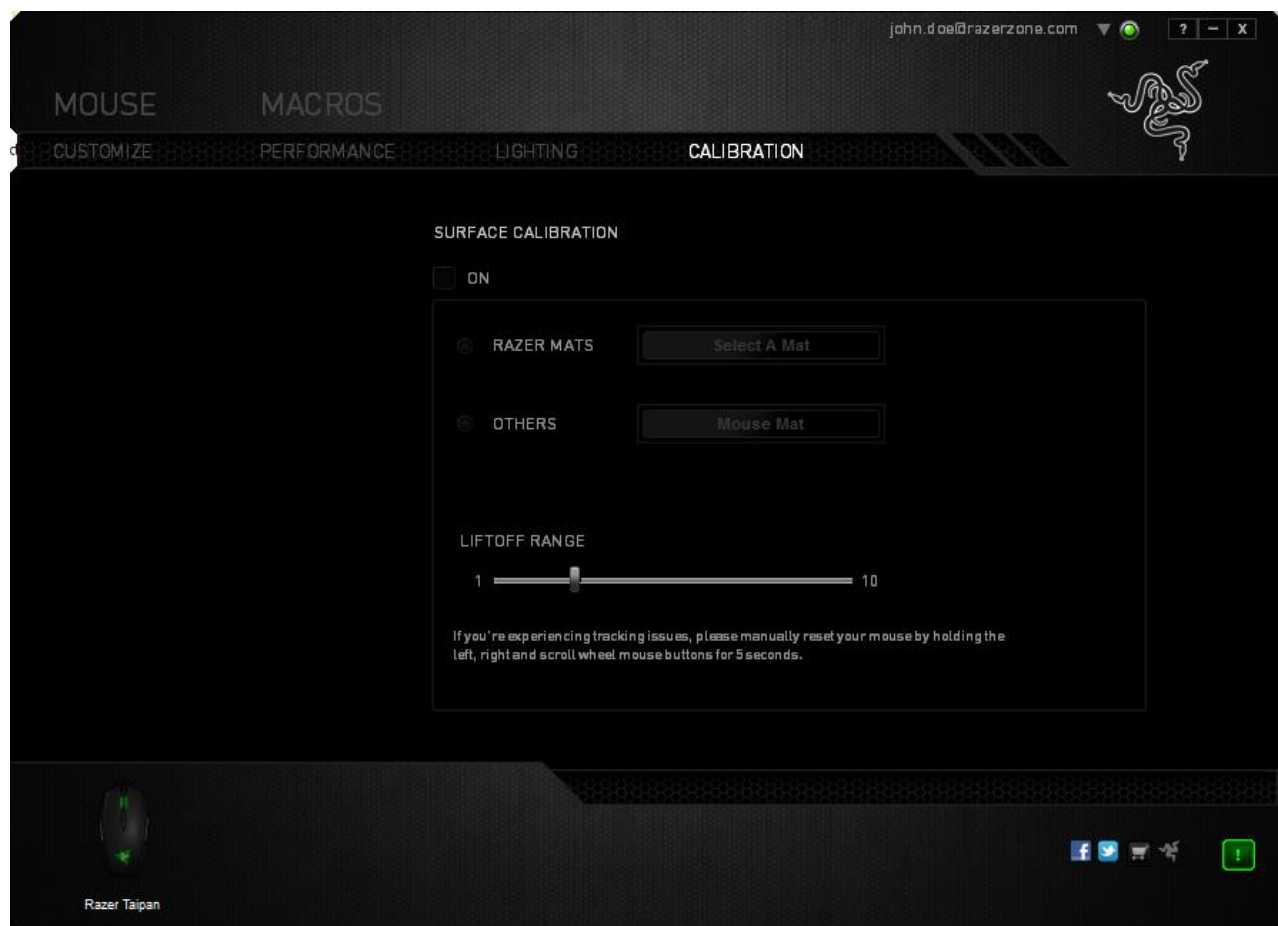 john.doe@razerzone.com
? – X
MOUSE MACROS
CUSTOMIZE PERFORMANCE LIGHTING CALIBRATION
SURFACE CALIBRATION
ON
RAZER MATS Select A Mat
OTHERS Mouse Mat
LIFTOFF RANGE
1 10
If you're experiencing tracking issues, please manually reset your mouse by holding the
left, right and scroll wheel mouse buttons for 5 seconds.
f
!
Razer Taipan